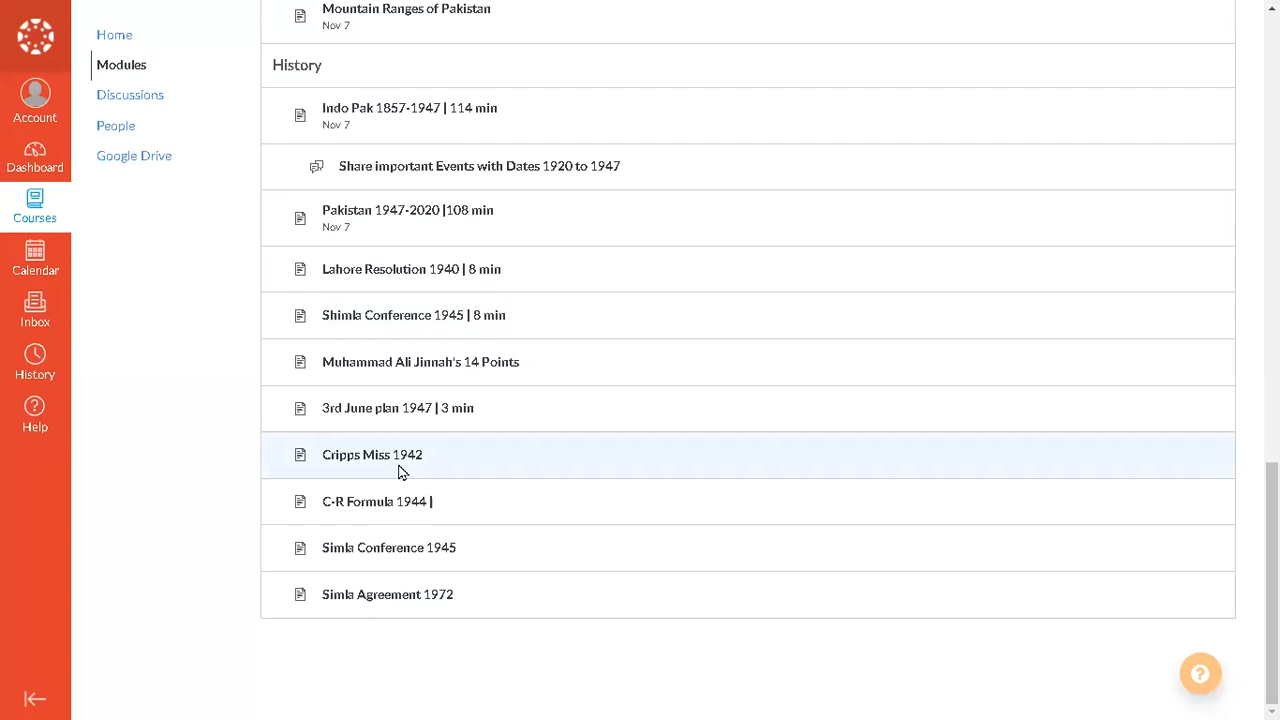 Account
Dashboard
Courses
Calendar
Inbox
History
Help
Home
Modules
Discussions
People
Google Drive
Mountain Ranges of Pakistan
Nov 7
History
Indo Pak 1857-1947 | 114 min
Nov 7
Share important Events with Dates 1920 to 1947
Pakistan 1947-2020 |108 min
Nov 7
Lahore Resolution 1940 | 8 min
Shimla Conference 1945 | 8 min
Muhammad Ali Jinnah's 14 Points
3rd June plan 1947 | 3 min
Cripps Miss 1942
C-R Formula 1944 |
Simla Conference 1945
Simla Agreement 1972